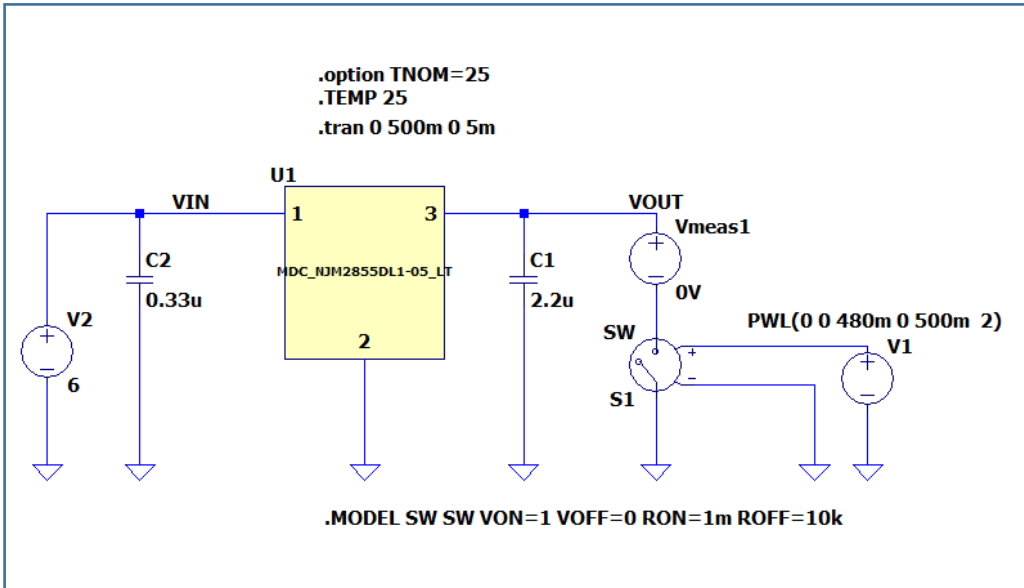 .option TNOM=25
.TEMP 25
.tran 0 500m 0 5m
U1
VIN
1
3
VOUT
Vmeas1
C2
MDC_NJM2855DL1-05_LT
C1
0.33u
2.2u
0V
V2
2
SW
PWL(0 0 480m 0 500m  2)
V1
+
−
6
S1
.MODEL SW SW VON=1 VOFF=0 RON=1m ROFF=10k